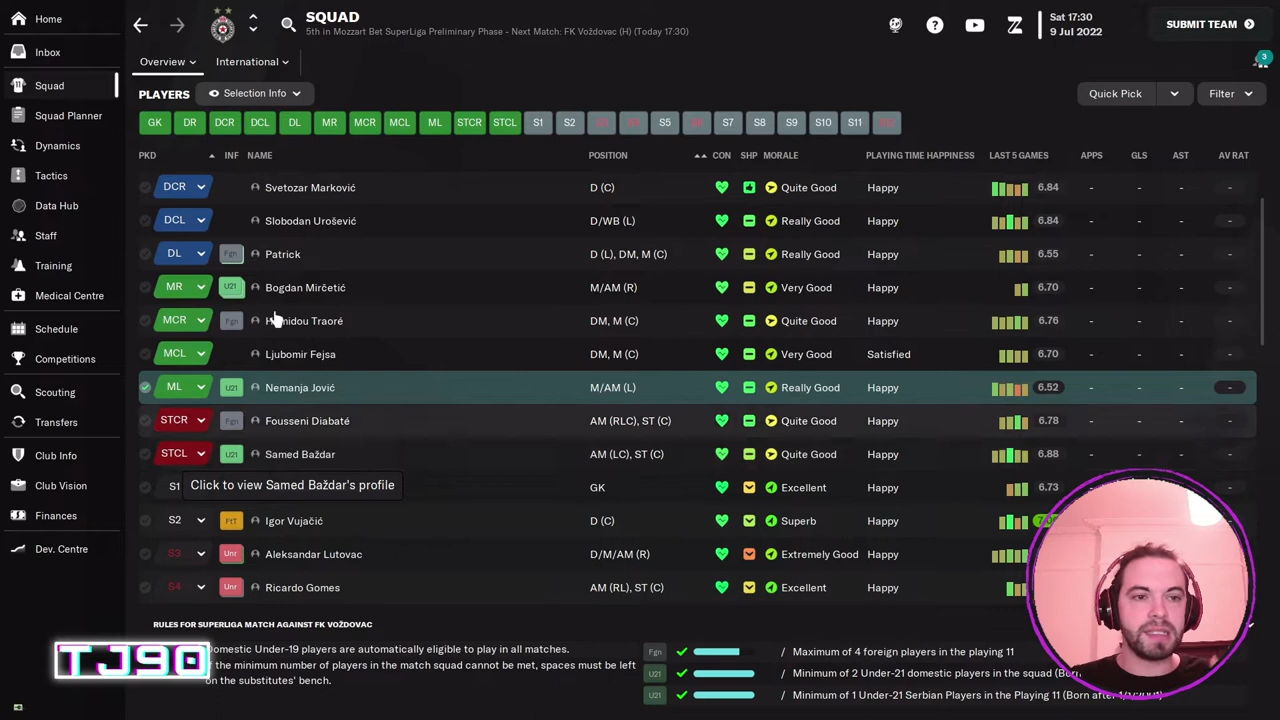 Home
Inbox
Squad
Squad Planner
Dynamics
Tactics
Data Hub
Staff
Training
Medical Centre
Schedule
Competitions
Scouting
Transfers
Club Info
Club Vision
Finances
Dev. Centre
SQUAD
5th in Mozzart Bet SuperLiga Preliminary Phase - Next Match: FK Voždovac (H) (Today 17:30)
Sat 17:30
9 Jul 2022
SUBMIT TEAM
3
Overview International
PLAYERS Selection Info Quick Pick Filter
GK DR DCR DCL DL MR MCR MCL ML STCR STCL S1 S2 S5 S7 S8 S9 S10 S11
PKD INF NAME POSITION CON SHP MORALE PLAYING TIME HAPPINESS LAST 5 GAMES APPS GLS AST AV RAT
DCR Svetozar Marković D (C) Quite Good Happy 6.84 - - - -
DCL Slobodan Urošević D/WB (L) Really Good Happy 6.84 - - - -
DL Fgn Patrick D (L), DM, M (C) Really Good Happy 6.55 - - - -
MR U21 Bogdan Mirčetić M/AM (R) Very Good Happy 6.70 - - - -
MCR Fgn Traoré DM, M (C) Quite Good Happy 6.76 - - - -
MCL Ljubomir Fejsa DM, M (C) Very Good Satisfied 6.70 - - - -
ML U21 Nemanja Jović M/AM (L) Really Good Happy 6.52 - - - -
STCR Fgn Fousseni Diabaté AM (RLC), ST (C) Quite Good Happy 6.78 - - - -
STCL U21 Samed Baždar AM (LC), ST (C) Quite Good Happy 6.88 - - - -
S1 Click to view Samed Baždar's profile GK Excellent Happy 6.73 - - - -
S2 FtT Igor Vujačić D (C) Superb Happy
S3 Unr Aleksandar Lutovac D/M/AM (R) Extremely Good Happy
S4 Unr Ricardo Gomes AM (RL), ST (C) Excellent Happy
RULES FOR SUPERLIGA MATCH AGAINST FK VOŽDOVAC
Domestic Under-19 players are automatically eligible to play in all matches.
the minimum number of players in the match squad cannot be met, spaces must be left
on the substitutes' bench.
Fgn / Maximum of 4 foreign players in the playing 11
U21 / Minimum of 2 Under-21 domestic players in the squad
U21 / Minimum of 1 Under-21 Serbian Players in the Playing 11 (Born after
TJ90